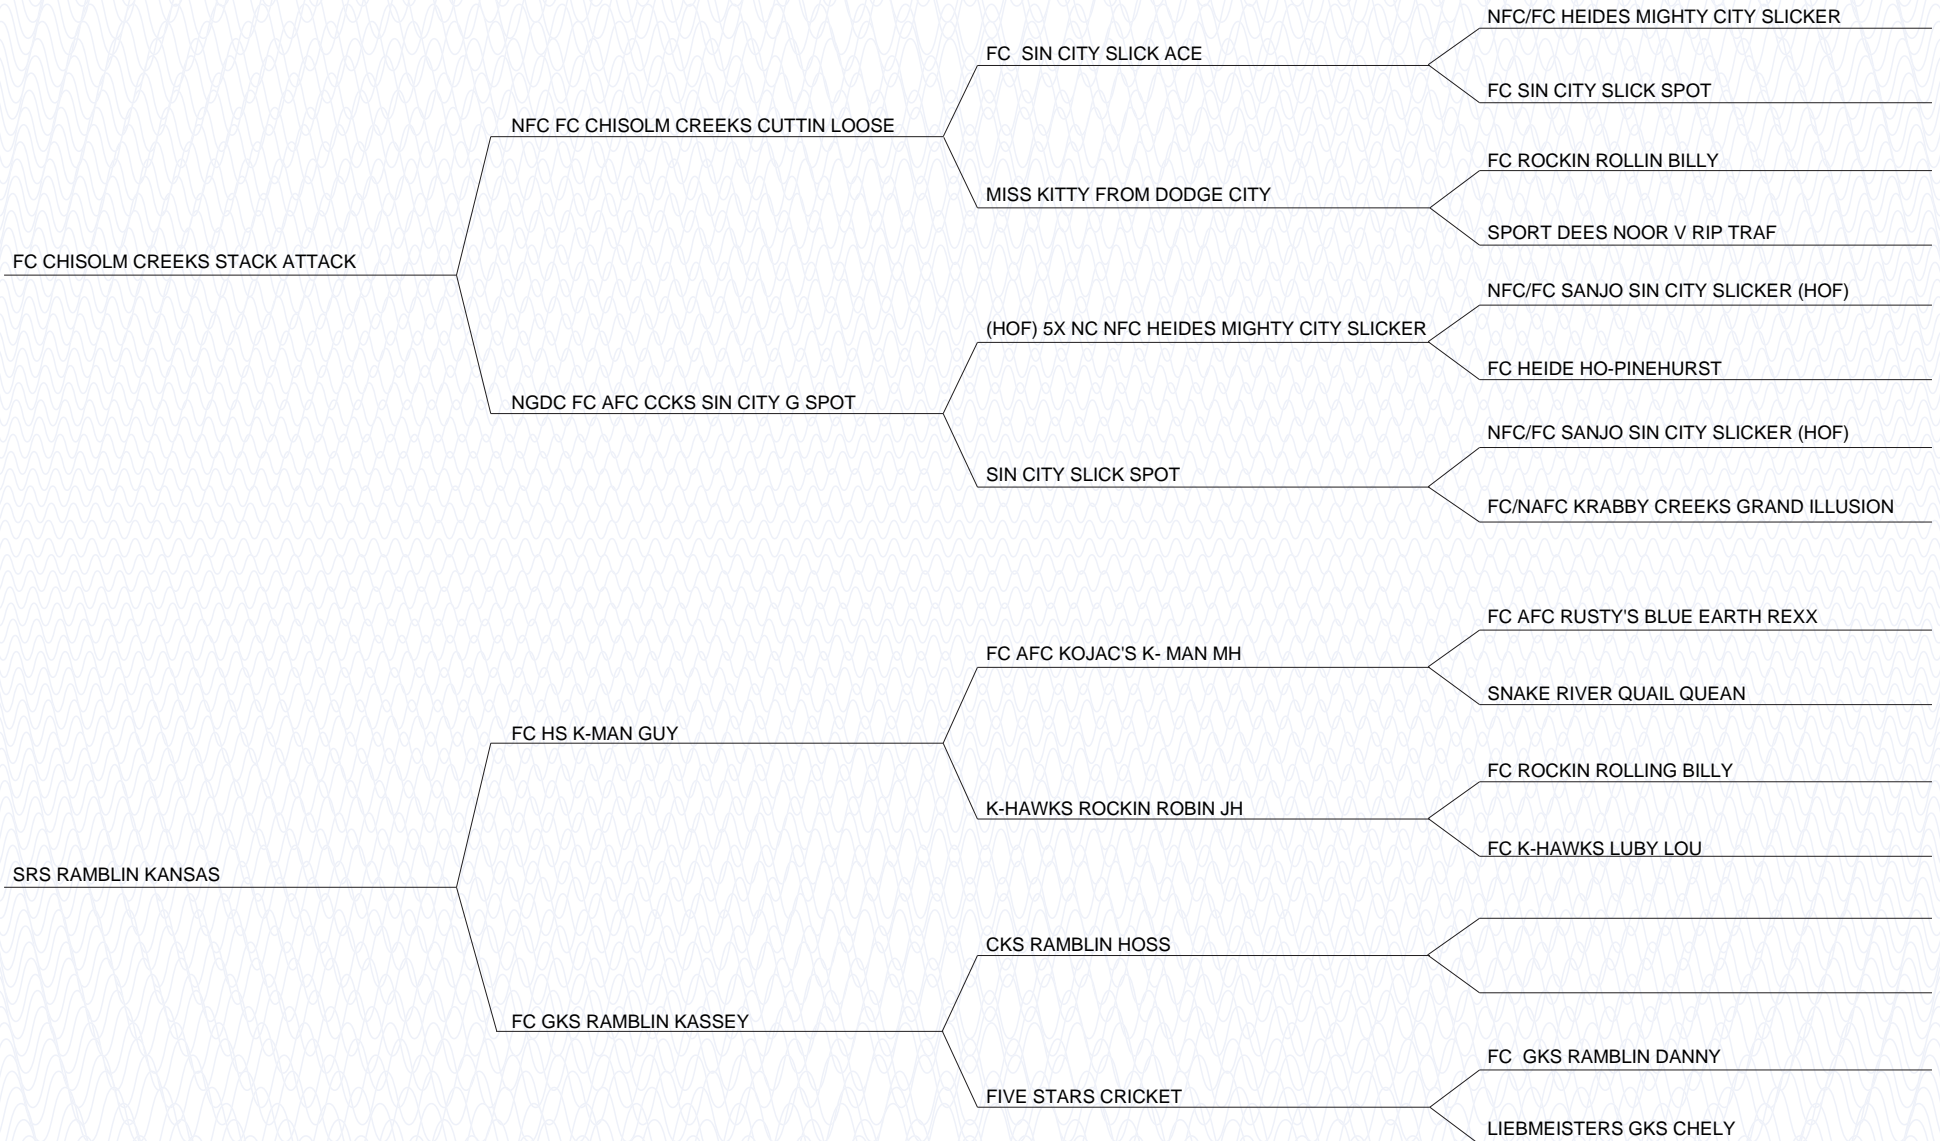 NFC/FC HEIDES MIGHTY CITY SLICKER
FC  SIN CITY SLICK ACE
FC SIN CITY SLICK SPOT
NFC FC CHISOLM CREEKS CUTTIN LOOSE
FC ROCKIN ROLLIN BILLY
MISS KITTY FROM DODGE CITY
SPORT DEES NOOR V RIP TRAF
FC CHISOLM CREEKS STACK ATTACK
NFC/FC SANJO SIN CITY SLICKER (HOF)
(HOF) 5X NC NFC HEIDES MIGHTY CITY SLICKER
FC HEIDE HO-PINEHURST
NGDC FC AFC CCKS SIN CITY G SPOT
NFC/FC SANJO SIN CITY SLICKER (HOF)
SIN CITY SLICK SPOT
FC/NAFC KRABBY CREEKS GRAND ILLUSION
FC AFC RUSTY'S BLUE EARTH REXX
FC AFC KOJAC'S K- MAN MH
SNAKE RIVER QUAIL QUEAN
FC HS K-MAN GUY
FC ROCKIN ROLLING BILLY
K-HAWKS ROCKIN ROBIN JH
FC K-HAWKS LUBY LOU
SRS RAMBLIN KANSAS
CKS RAMBLIN HOSS
FC GKS RAMBLIN KASSEY
FC  GKS RAMBLIN DANNY
FIVE STARS CRICKET
LIEBMEISTERS GKS CHELY